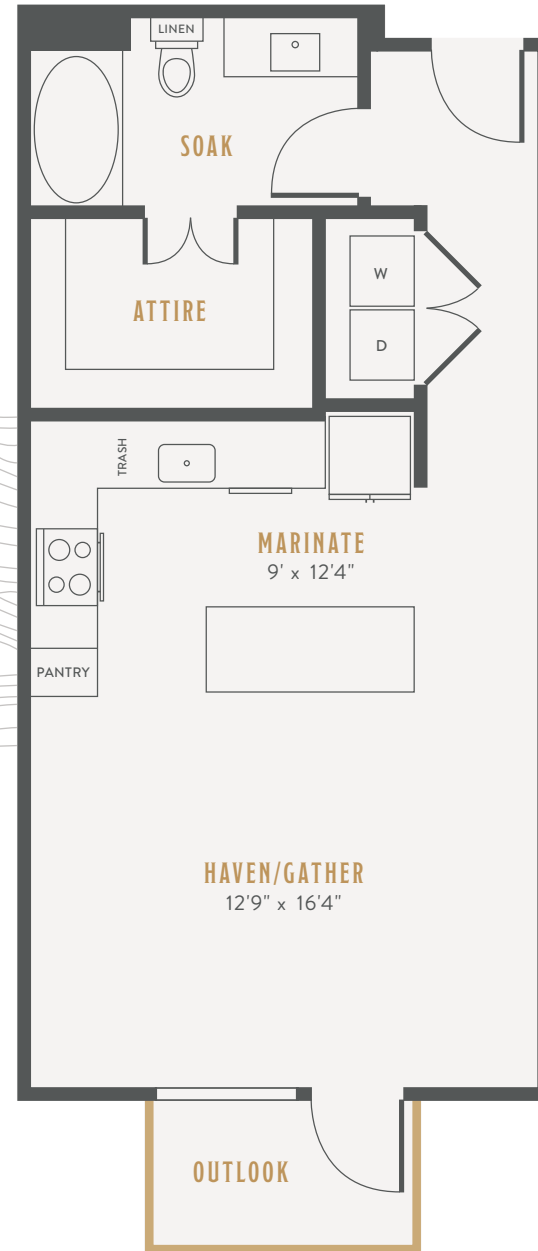 LINEN
SOAK
ATTIRE
W
D
TRASH
MARINATE
9' x 12'4"
PANTRY
HAVEN/GATHER
12'9" x 16'4"
OUTLOOK